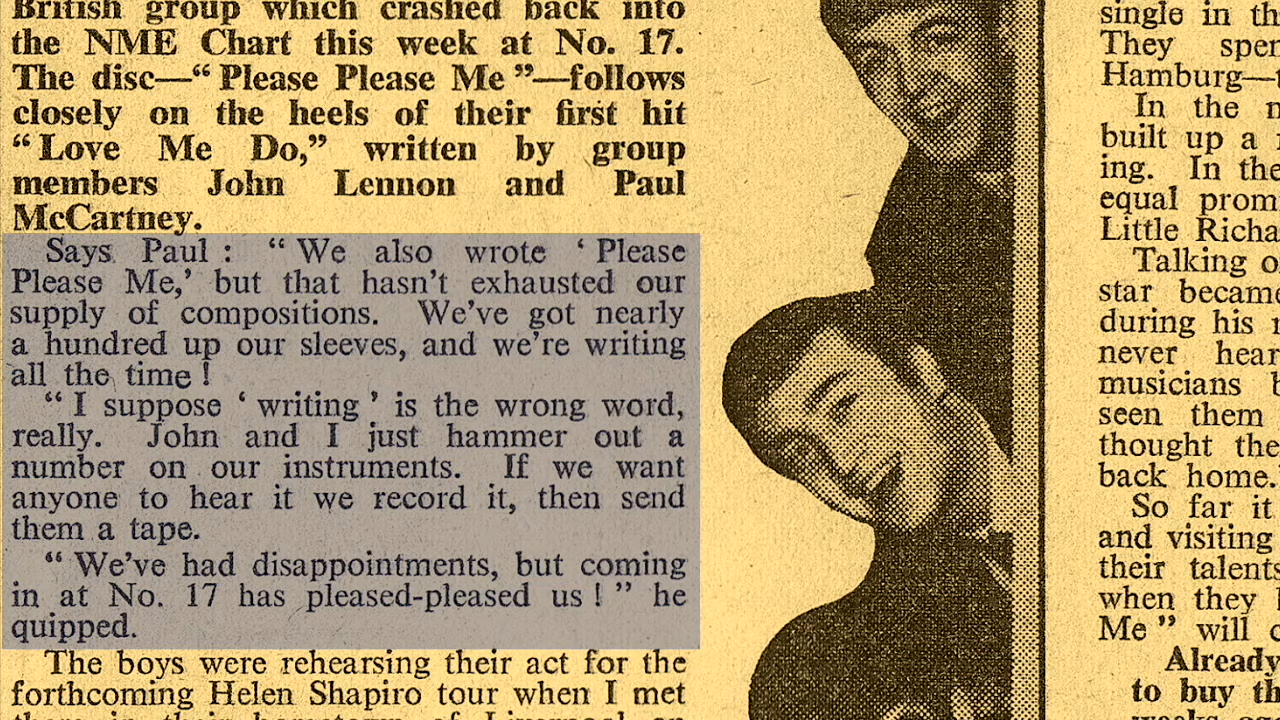 British group which crashed back into
the NME Chart this week at No. 17.
The disc—“Please Please Me”—follows
closely on the heels of their first hit
“Love Me Do,” written by group
members John Lennon and Paul
McCartney.
Says Paul : “We also wrote ‘Please
Please Me,’ but that hasn’t exhausted our
supply of compositions. We’ve got nearly
a hundred up our sleeves, and we’re writing
all the time !
“I suppose ‘writing’ is the wrong word,
really. John and I just hammer out a
number on our instruments. If we want
anyone to hear it we record it, then send
them a tape.
“We’ve had disappointments, but coming
in at No. 17 has pleased-pleased us ! ” he
quipped.
The boys were rehearsing their act for the
forthcoming Helen Shapiro tour when I met
them in their hometown of Liverpool on
single in
They
Hamburg—
In the
built up a
ing. In the
equal
Little
Talking
star became
during his
never
musicians
seen them
thought
back home.
So far it
and visiting
their talents
when they
Me” will
Already
to buy